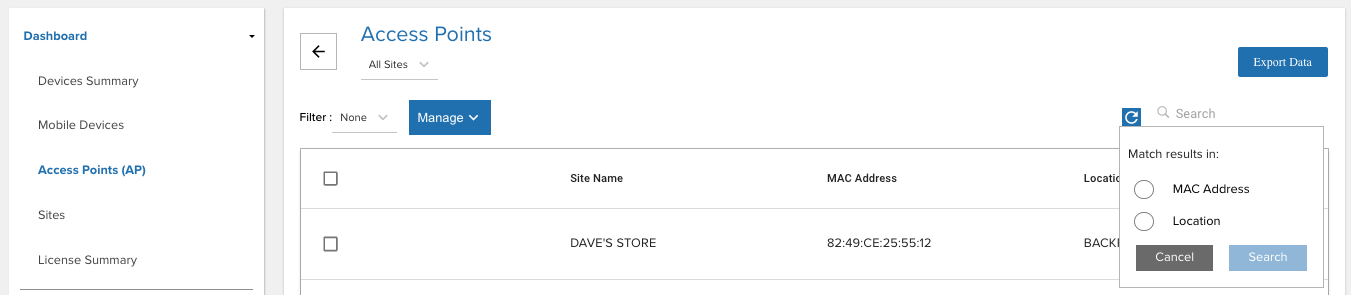 Dashboard
Devices Summary
Mobile Devices
Access Points (AP)
Sites
License Summary
Access Points
All Sites
Export Data
Filter : None
Manage
Search
Site Name MAC Address
DAVE'S STORE 82:49:CE:25:55:12
Match results in:
MAC Address
Location
Cancel Search